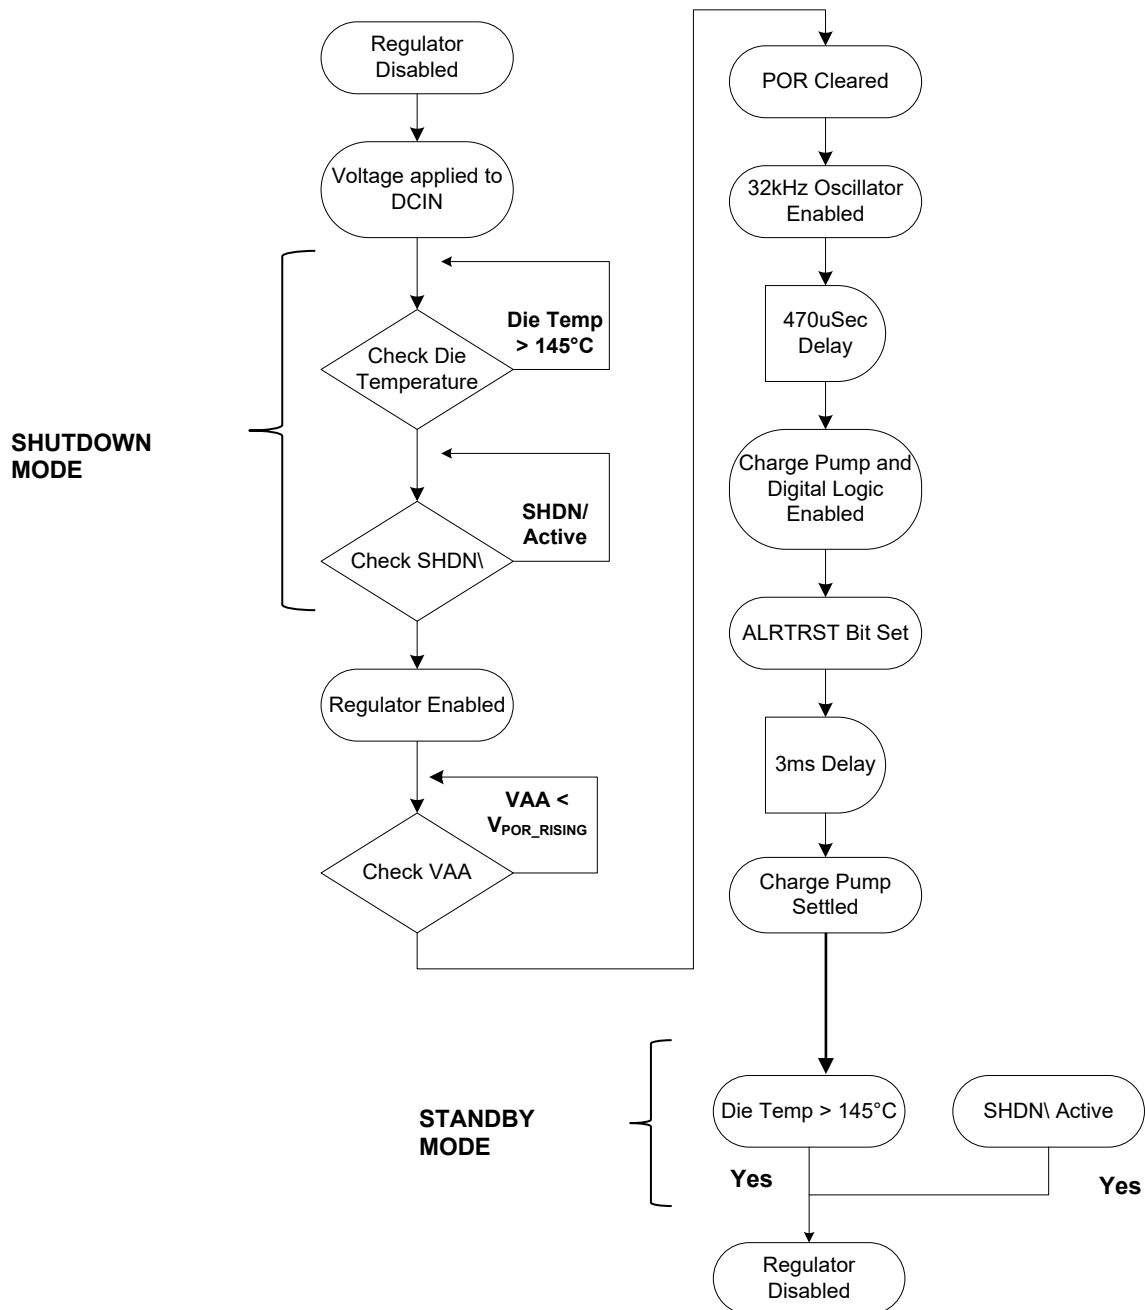 Regulator
Disabled
Voltage applied to
DCIN
Die Temp
> 145°C
Check Die
Temperature
SHUTDOWN
MODE
SHDN/
Active
Check SHDN\
Regulator Enabled
VAA <
VPOR_RISING
Check VAA
POR Cleared
32kHz Oscillator
Enabled
470uSec
Delay
Charge Pump and
Digital Logic
Enabled
ALRTRST Bit Set
3ms Delay
Charge Pump
Settled
STANDBY
MODE
Die Temp > 145°C
SHDN\ Active
Yes
Yes
Regulator
Disabled